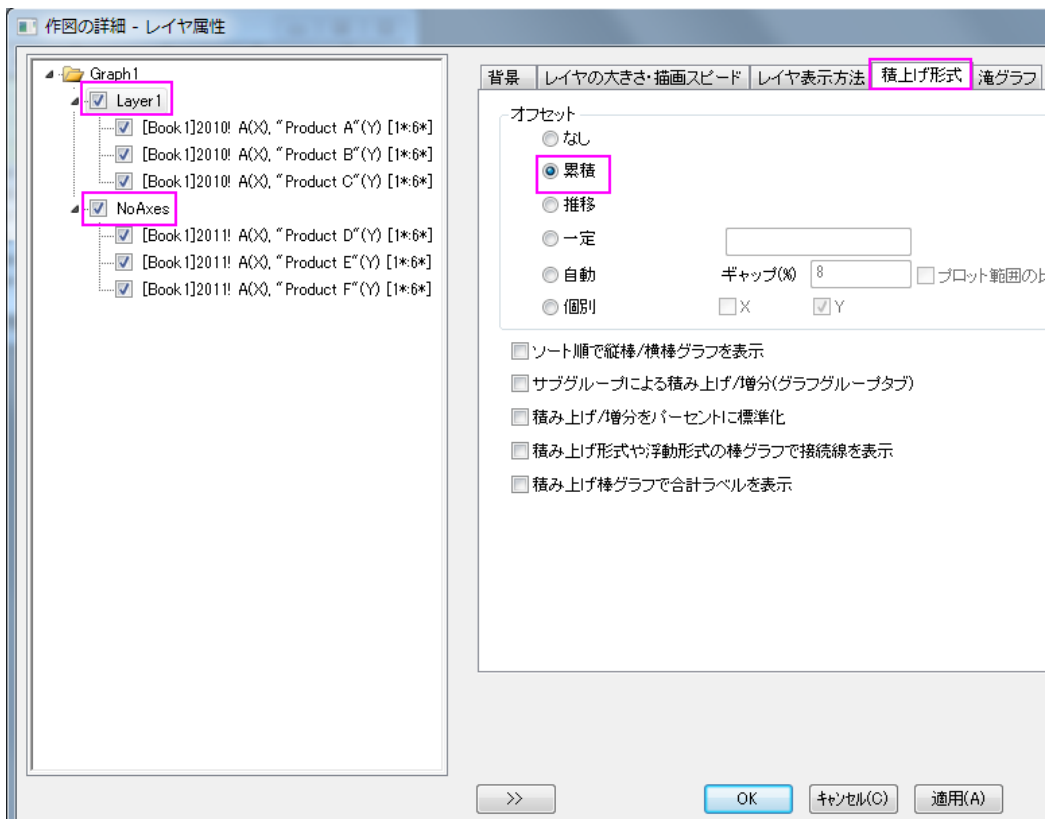 作図の詳細 - レイヤ属性
Graph1
Layer1
[Book1]2010! A(X), "Product A"(Y) [1*:6*]
[Book1]2010! A(X), "Product B"(Y) [1*:6*]
[Book1]2010! A(X), "Product C"(Y) [1*:6*]
NoAxes
[Book1]2011! A(X), "Product D"(Y) [1*:6*]
[Book1]2011! A(X), "Product E"(Y) [1*:6*]
[Book1]2011! A(X), "Product F"(Y) [1*:6*]
背景 レイヤの大きさ・描画スピード レイヤ表示方法 積上げ形式 滝グラフ
オフセット
なし
累積
推移
一定
自動 ギャップ(%) 8 プロット範囲の
個別 X Y
ソート順で縦棒/横棒グラフを表示
サブグループによる積み上げ/増分(グラフグループタブ)
積み上げ/増分をパーセントに標準化
積み上げ形式や浮動形式の棒グラフで接続線を表示
積み上げ棒グラフで合計ラベルを表示
>> OK キャンセル(C) 適用(A)